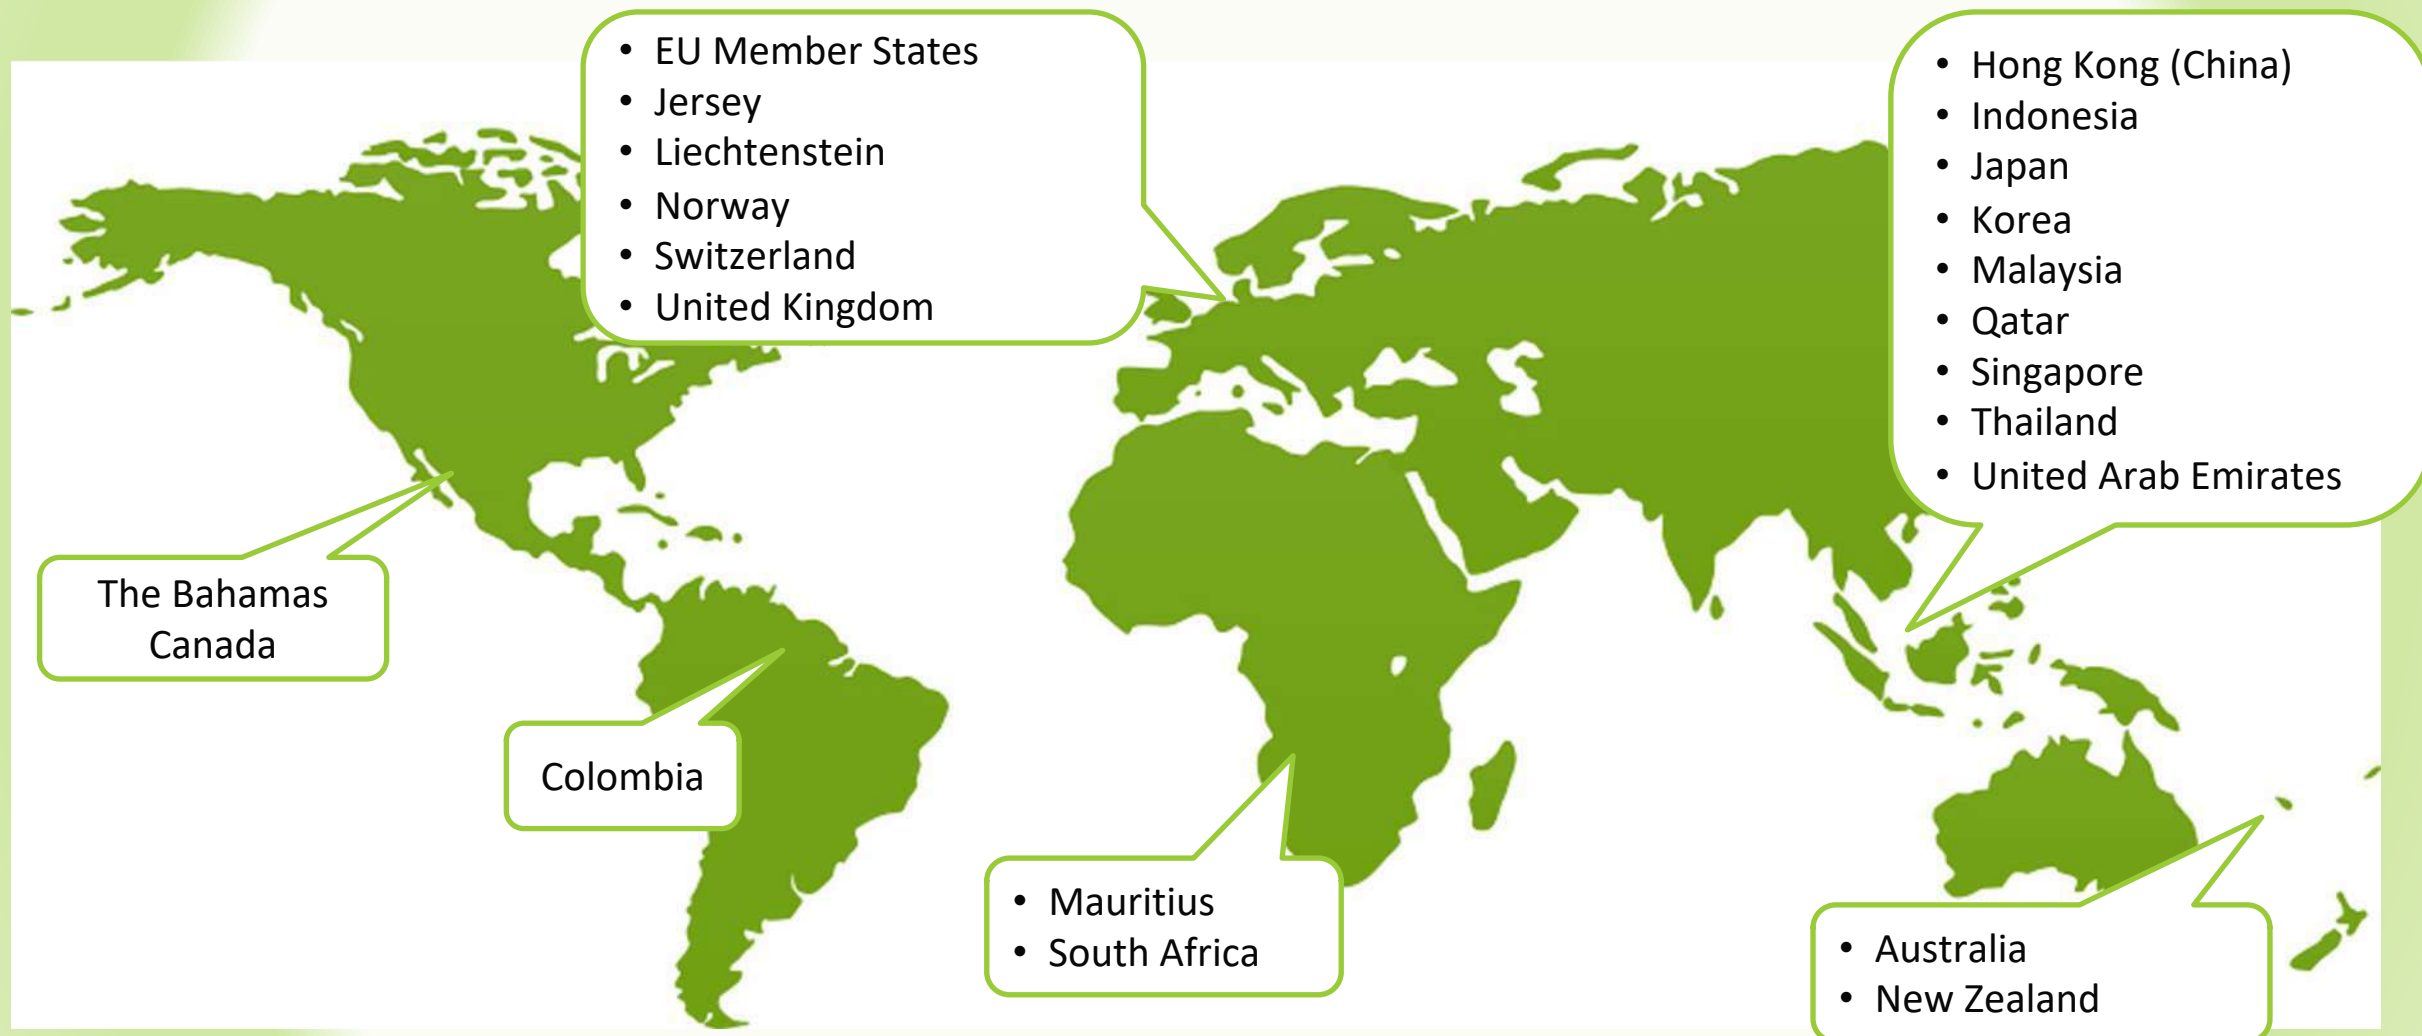 • EU Member States
• Jersey
• Liechtenstein
• Norway
• Switzerland
• United Kingdom
• Hong Kong (China)
• Indonesia
• Japan
• Korea
• Malaysia
• Qatar
• Singapore
• Thailand
• United Arab Emirates
The Bahamas
Canada
Colombia
• Mauritius
• South Africa
• Australia
• New Zealand